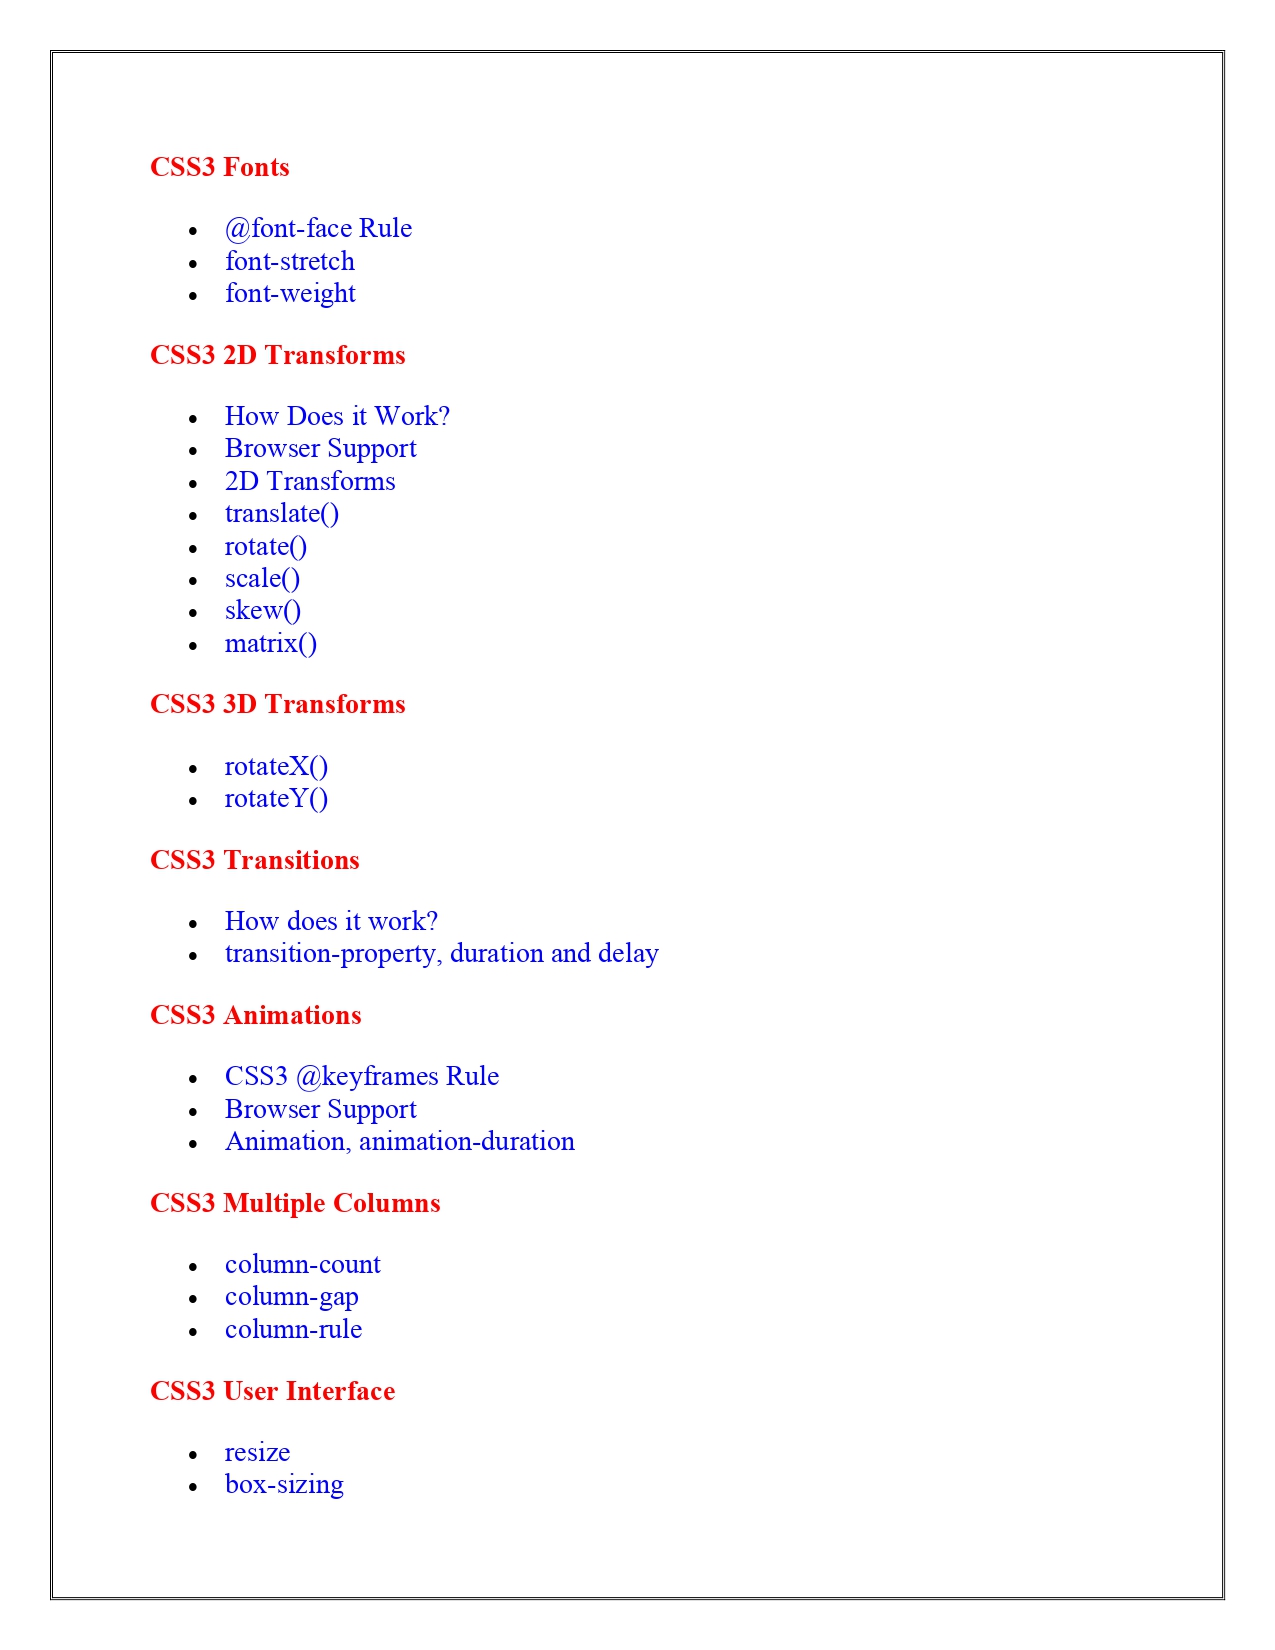 CSS3 Fonts
• @font-face Rule
• font-stretch
• font-weight
CSS3 2D Transforms
• How Does it Work?
• Browser Support
• 2D Transforms
• translate()
• rotate()
• scale()
• skew()
• matrix()
CSS3 3D Transforms
• rotateX()
• rotateY()
CSS3 Transitions
• How does it work?
• transition-property, duration and delay
CSS3 Animations
• CSS3 @keyframes Rule
• Browser Support
• Animation, animation-duration
CSS3 Multiple Columns
• column-count
• column-gap
• column-rule
CSS3 User Interface
• resize
• box-sizing